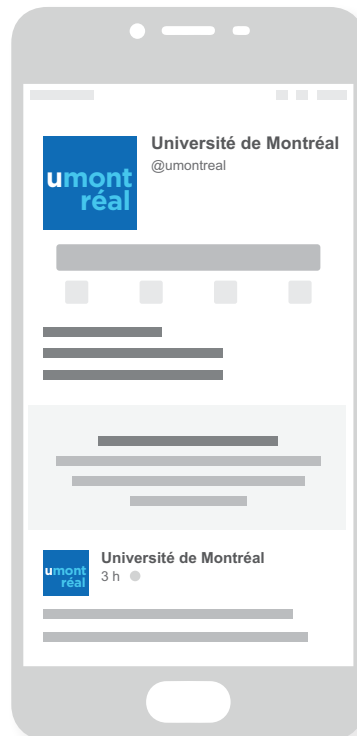 umont
réal
Université de Montréal
@umontreal
umont
réal
Université de Montréal
3 h